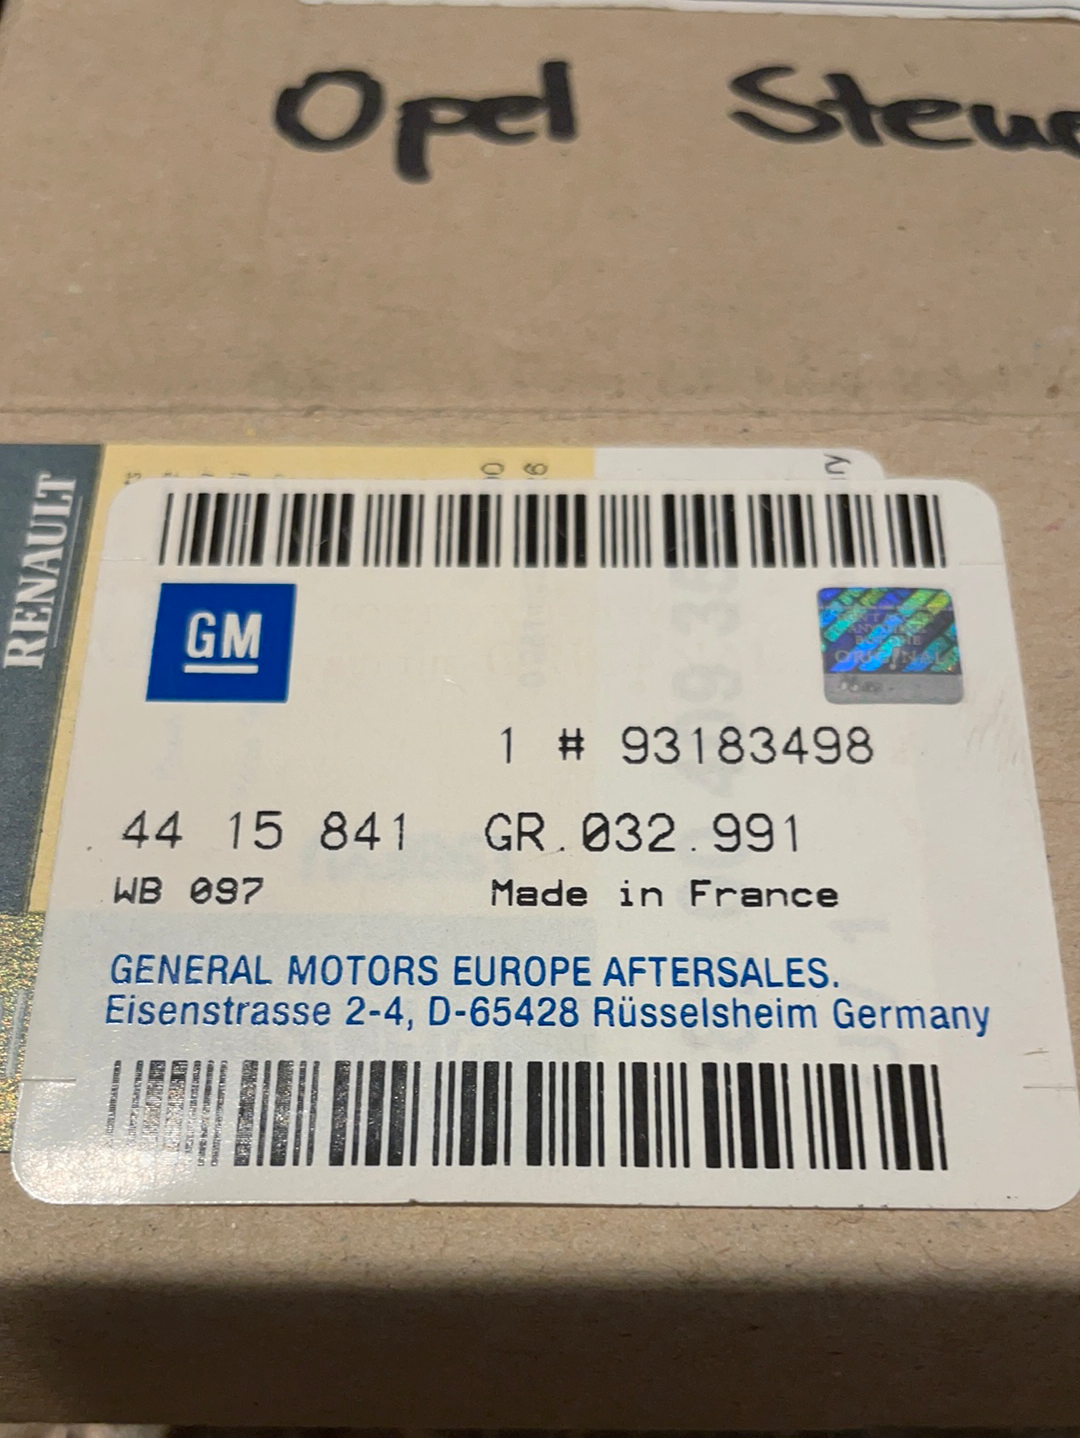 Opel
RENAULT
GM
ORIGINAL
1 # 93183498
44 15 841 GR.032.991
WB 097 Made in France
GENERAL MOTORS EUROPE AFTERSALES.
Eisenstrasse 2-4, D-65428 Rüsselsheim Germany